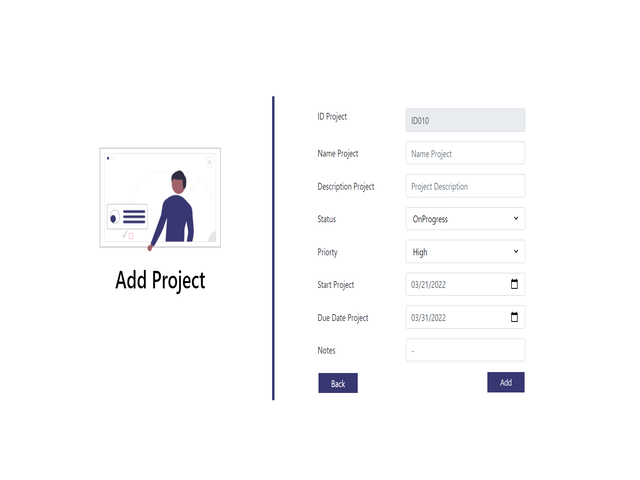 Add Project
ID Project
ID010
Name Project
Name Project
Description Project
Project Description
Status
OnProgress
Priorty
High
Start Project
03/21/2022
Due Date Project
03/31/2022
Notes
-
Back
Add